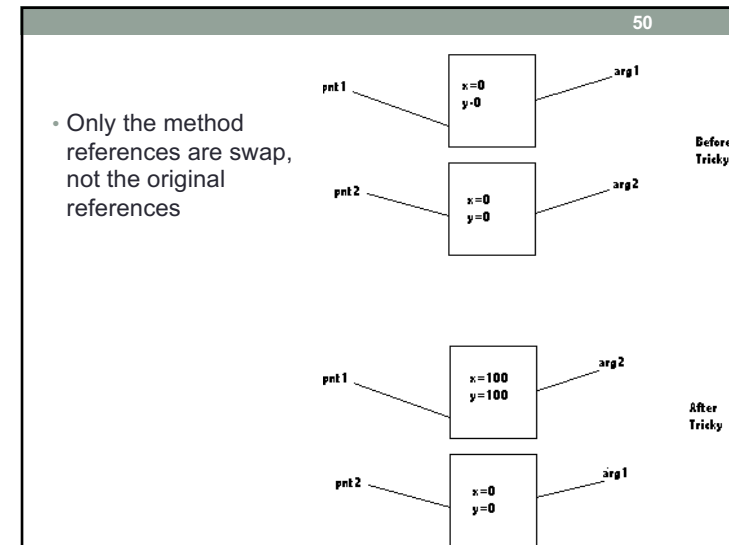 50
• Only the method
references are swap,
not the original
references
pnt1
x=0
y-0
arg1
Before
Tricky
pnt2
x=0
y=0
arg2
pnt1
x=100
y=100
arg2
After
Tricky
pnt2
x=0
y=0
arg1